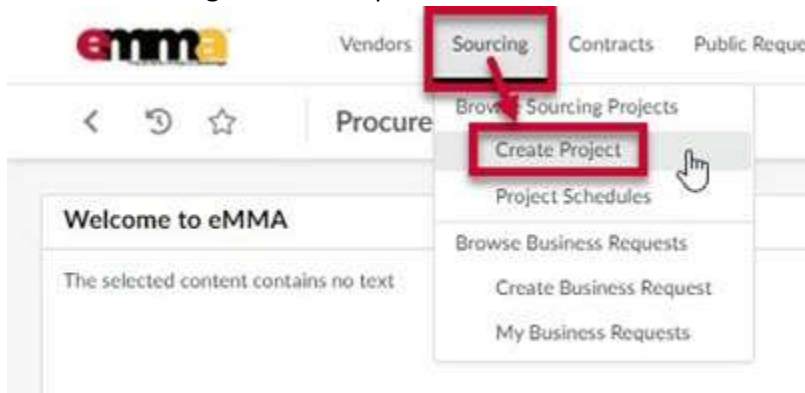 emma
Vendors Sourcing Contracts Public Reque
Procure
Browse Sourcing Projects
Create Project
Project Schedules
Welcome to eMMA
Browse Business Requests
The selected content contains no text
Create Business Request
My Business Requests